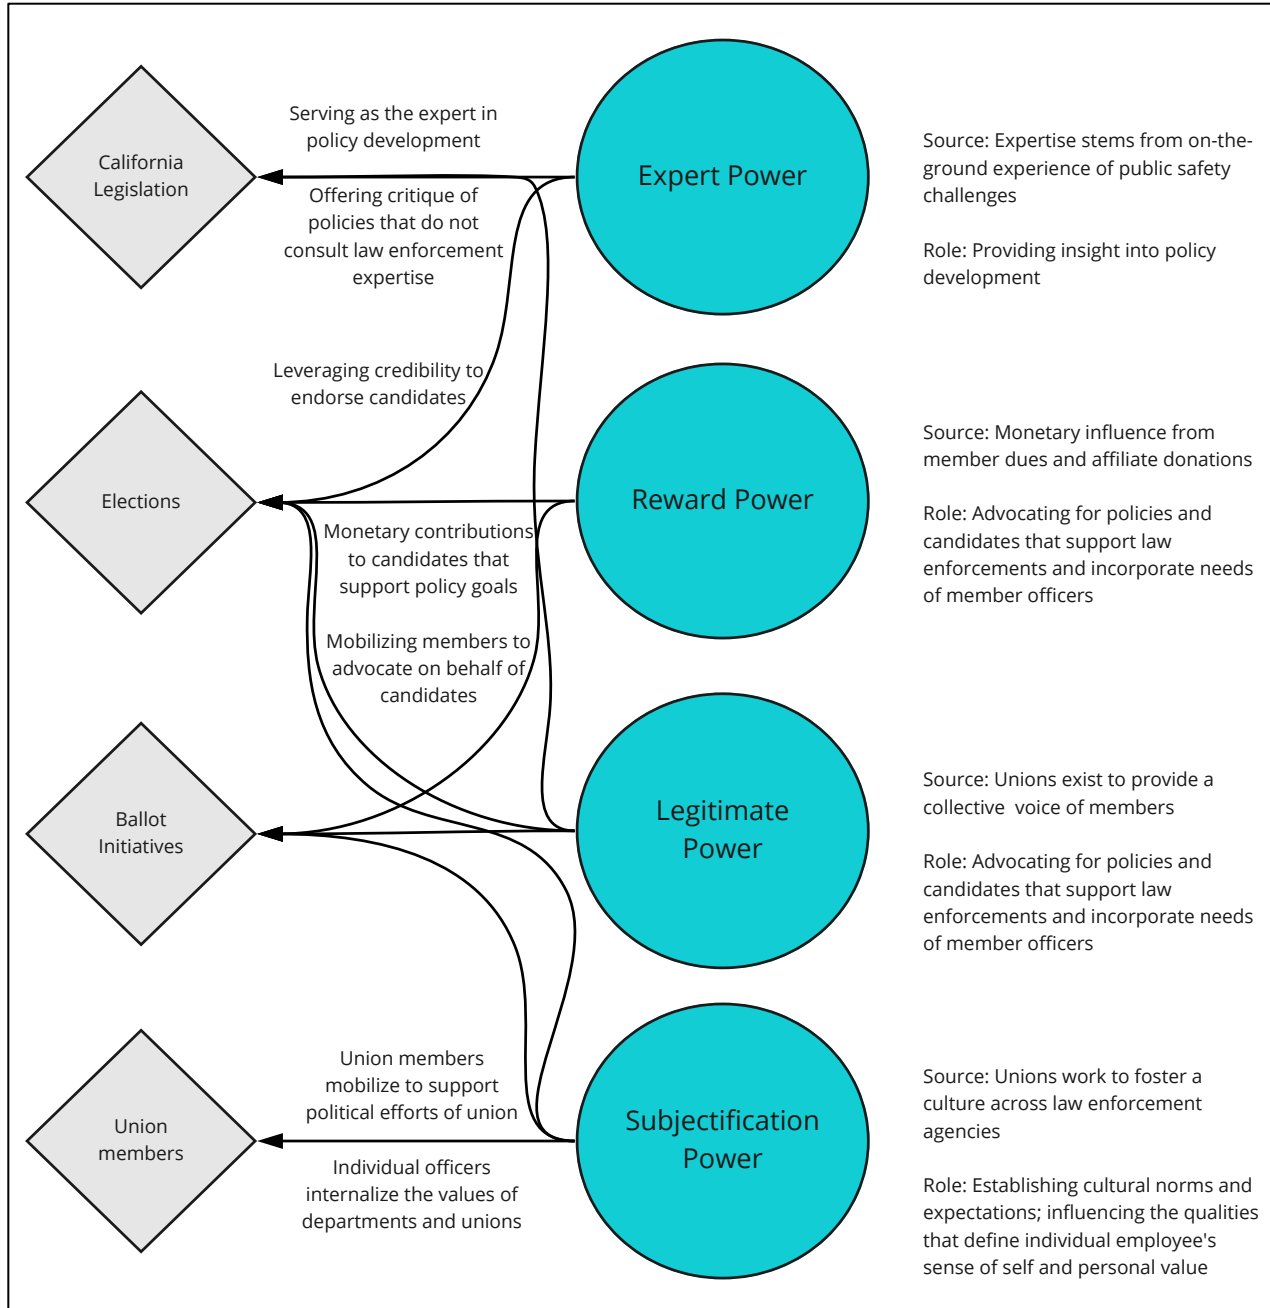 Serving as the expert in
policy development
California
Legislation
Offering critique of
policies that do not
consult law enforcement
expertise
Expert Power
Source: Expertise stems from on-the-
ground experience of public safety
challenges
Role: Providing insight into policy
development
Leveraging credibility to
endorse candidates
Elections
Monetary contributions
to candidates that
support policy goals
Mobilizing members to
advocate on behalf of
candidates
Reward Power
Source: Monetary influence from
member dues and affiliate donations
Role: Advocating for policies and
candidates that support law
enforcements and incorporate needs
of member officers
Ballot
Initiatives
Legitimate
Power
Source: Unions exist to provide a
collective  voice of members
Role: Advocating for policies and
candidates that support law
enforcements and incorporate needs
of member officers
Union
members
Union members
mobilize to support
political efforts of union
Individual officers
internalize the values of
departments and unions
Subjectification
Power
Source: Unions work to foster a
culture across law enforcement
agencies
Role: Establishing cultural norms and
expectations; influencing the qualities
that define individual employee's
sense of self and personal value